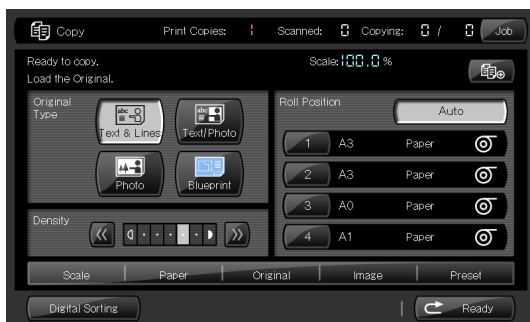 Copy Print Copies: 1 Scanned: 0 Copying: 0 / 0 Job
Ready to copy. Scale: 100.0 %
Load the Original.
Original Type
abc Text & Lines
abc Text/Photo
Photo
Blueprint
Density
Roll Position Auto
1 A3 Paper
2 A3 Paper
3 A0 Paper
4 A1 Paper
Scale Paper Original Image Preset
Digital Sorting Ready